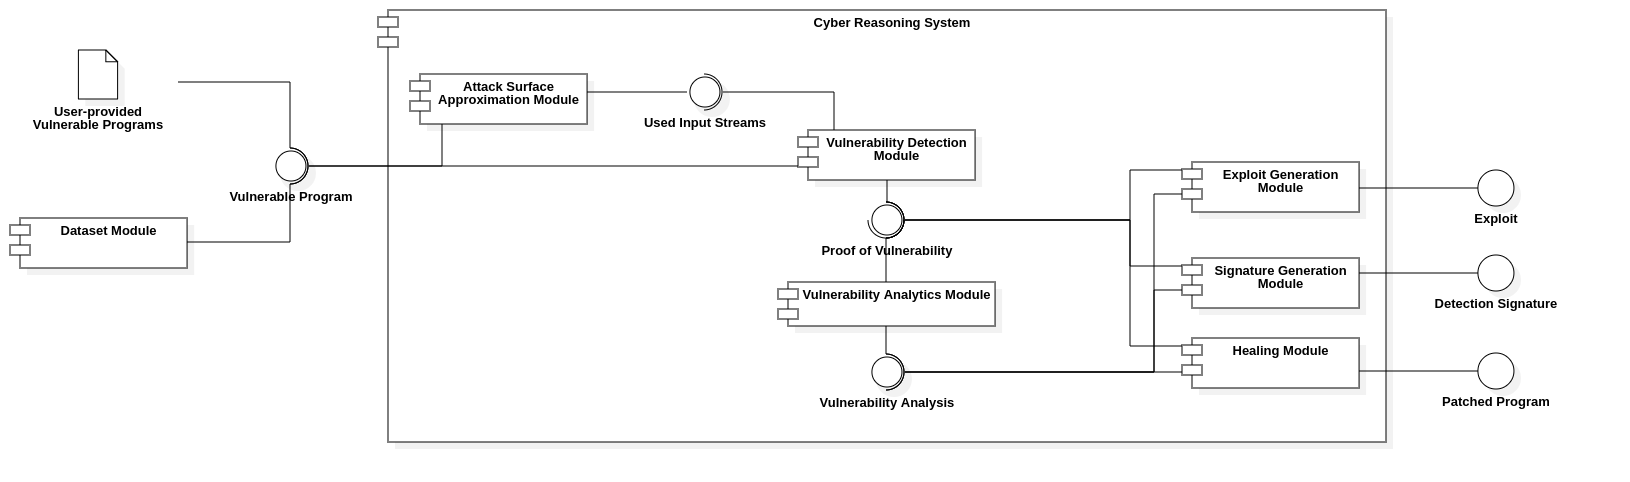 Cyber Reasoning System
User-provided
Vulnerable Programs
Attack Surface
Approximation Module
Used Input Streams
Vulnerability Detection
Module
Vulnerable Program
Dataset Module
Proof of Vulnerability
Vulnerability Analytics Module
Vulnerability Analysis
Exploit Generation
Module
Exploit
Signature Generation
Module
Detection Signature
Healing Module
Patched Program